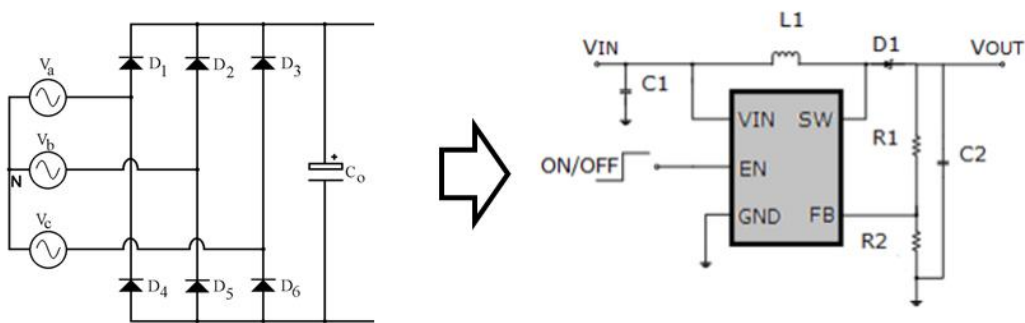 Va
D1
D2
D3
Vb
N
Co
+
Vc
D4
D5
D6
L1
VIN
D1
VOUT
C1
VIN
SW
R1
C2
ON/OFF
EN
GND
FB
R2